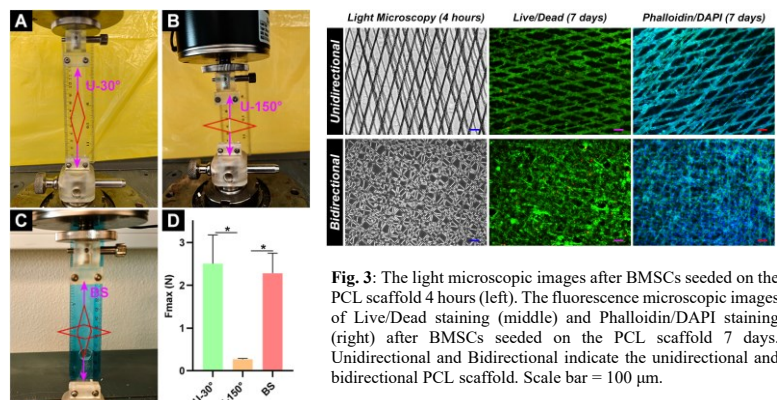 A
U-30°
B
U-150°
C
BS
D
Fmax (N)
3
2
1
0
*
*
U-30°
U-150°
BS
Light Microscopy (4 hours)
Live/Dead (7 days)
Phalloidin/DAPI (7 days)
Unidirectional
Bidirectional
Fig. 3: The light microscopic images after BMSCs seeded on the
PCL scaffold 4 hours (left). The fluorescence microscopic images
of Live/Dead staining (middle) and Phalloidin/DAPI staining
(right) after BMSCs seeded on the PCL scaffold 7 days.
Unidirectional and Bidirectional indicate the unidirectional and
bidirectional PCL scaffold. Scale bar = 100 μm.